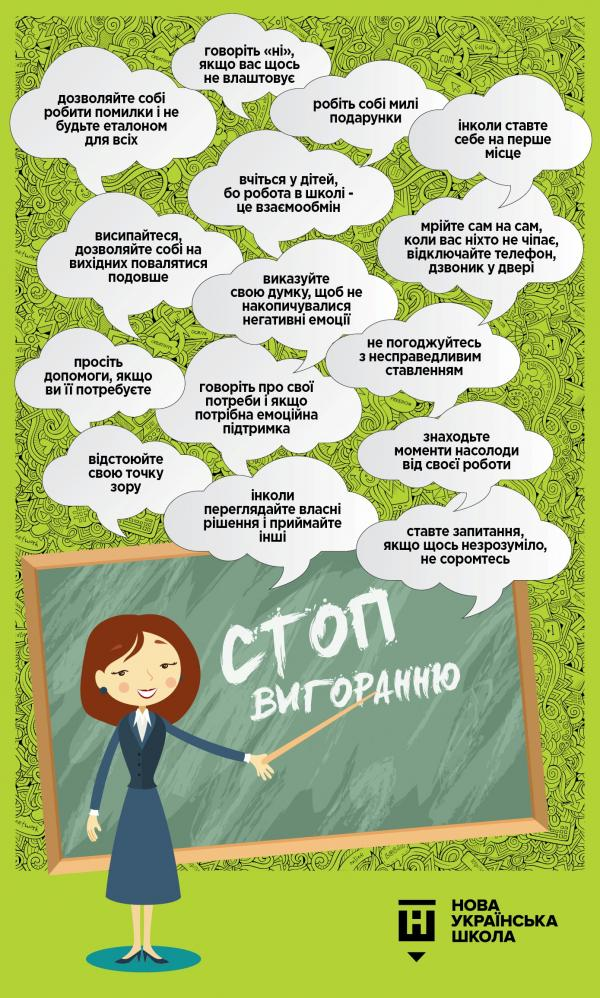 говоріть «ні»,
якщо вас щось
не влаштовує
дозволяйте собі
робити помилки і не
будьте еталоном
для всіх
робіть собі милі
подарунки
інколи ставте
себе на перше
місце
вчіться у дітей,
бо робота в школі -
це взаємообмін
висипайтеся,
дозволяйте собі на
вихідних повалятися
подовше
мрійте сам на сам,
коли вас ніхто не чіпає,
відключайте телефон,
дзвоник у двері
виказуйте
свою думку, щоб не
накопичувалися
негативні емоції
не погоджуйтесь
з несправедливим
ставленням
просіть
допомоги, якщо
ви її потребуєте
говоріть про свої
потреби і якщо
потрібна емоційна
підтримка
знаходьте
моменти насолоди
від своєї роботи
відстоюйте
свою точку
зору
інколи
переглядайте власні
рішення і приймайте
інші
ставте запитання,
якщо щось незрозуміло,
не соромтесь
СТОП
ВИГОРАННЮ
Н
НОВА
УКРАЇНСЬКА
ШКОЛА